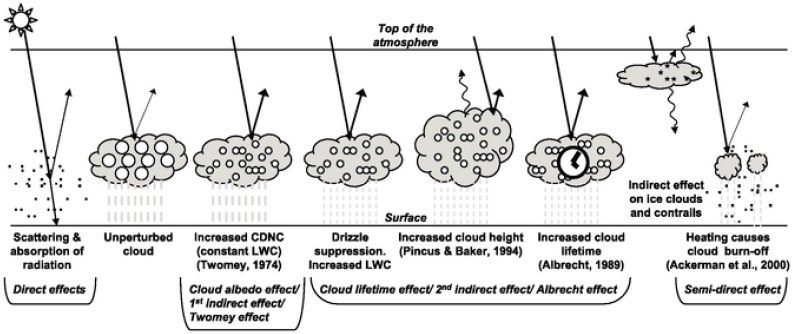 Top of the
atmosphere
Indirect effect
on ice clouds
and contrails
Surface
Scattering &
absorption of
radiation
Unperturbed
cloud
Increased CDNC
(constant LWC)
(Twomey, 1974)
Drizzle
suppression.
Increased LWC
Increased cloud height
(Pincus & Baker, 1994)
Increased cloud
lifetime
(Albrecht, 1989)
Heating causes
cloud burn-off
(Ackerman et al., 2000)
Direct effects
Cloud albedo effect/
1st indirect effect/
Twomey effect
Cloud lifetime effect/ 2nd indirect effect/ Albrecht effect
Semi-direct effect